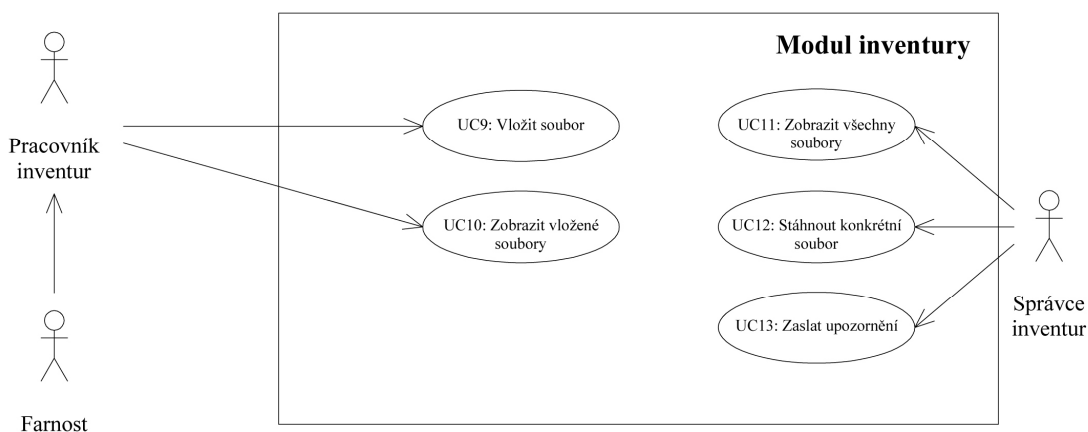 Modul inventury
Pracovník
inventur
Farnost
UC9: Vložit soubor
UC10: Zobrazit vložené
soubory
UC11: Zobrazit všechny
soubory
UC12: Stáhnout konkrétní
soubor
UC13: Zaslat upozornění
Správce
inventur